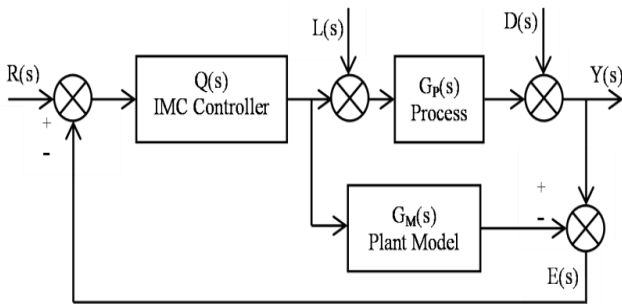 L(s)
D(s)
R(s)
Q(s)
IMC Controller
GP(s)
Process
Y(s)
+
-
GM(s)
Plant Model
+
-
E(s)